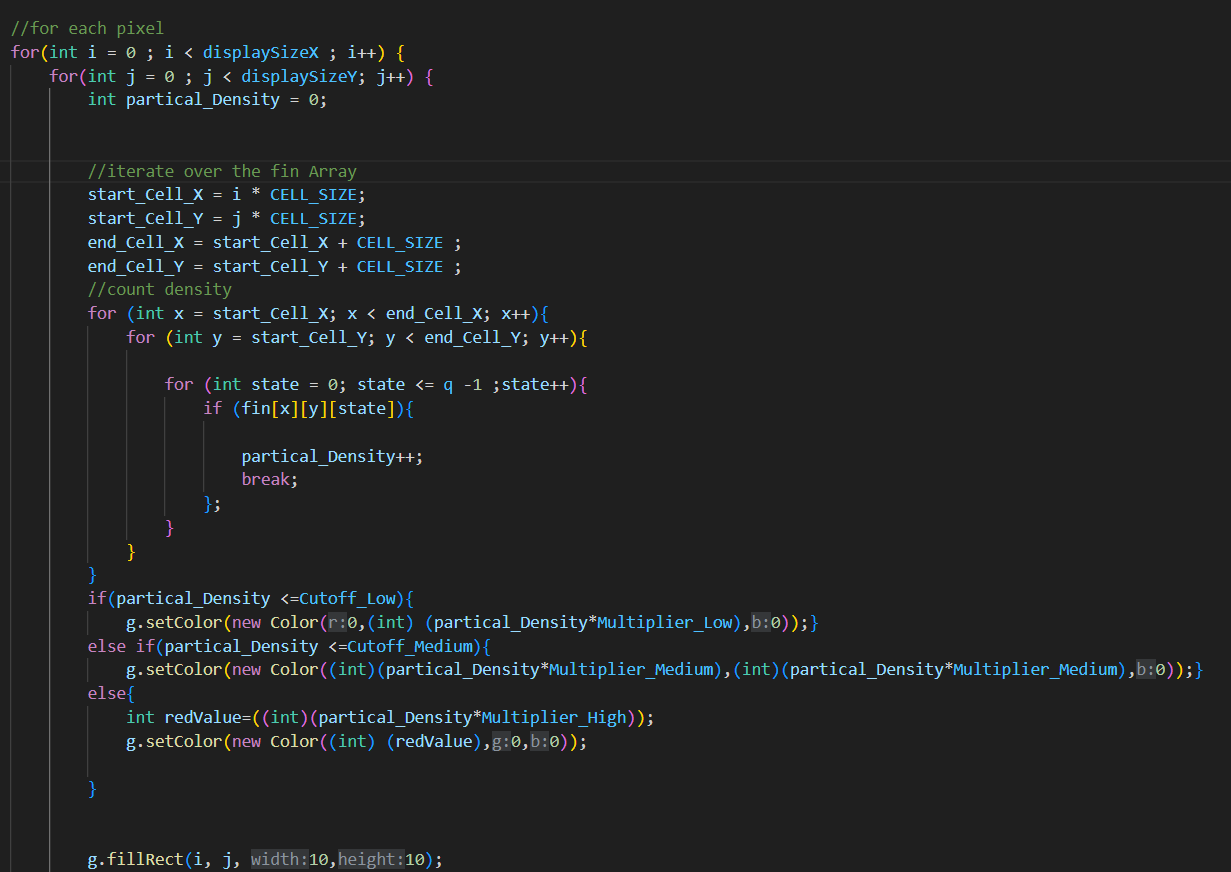 //for each pixel
for(int i = 0 ; i < displaySizeX ; i++) {
    for(int j = 0 ; j < displaySizeY; j++) {
        int partical_Density = 0;
        //iterate over the fin Array
        start_Cell_X = i * CELL_SIZE;
        start_Cell_Y = j * CELL_SIZE;
        end_Cell_X = start_Cell_X + CELL_SIZE ;
        end_Cell_Y = start_Cell_Y + CELL_SIZE ;
        //count density
        for (int x = start_Cell_X; x < end_Cell_X; x++){
            for (int y = start_Cell_Y; y < end_Cell_Y; y++){
                for (int state = 0; state <= q -1 ;state++){
                    if (fin[x][y][state]){
                        partical_Density++;
                        break;
                    };
                }
            }
        }
        if(partical_Density <=Cutoff_Low){
            g.setColor(new Color(r:0,(int) (partical_Density*Multiplier_Low),b:0));}
        else if(partical_Density <=Cutoff_Medium){
            g.setColor(new Color((int)(partical_Density*Multiplier_Medium),(int)(partical_Density*Multiplier_Medium),b:0));}
        else{
            int redValue=((int)(partical_Density*Multiplier_High));
            g.setColor(new Color((int) (redValue),g:0,b:0));
        }
        g.fillRect(i, j, width:10,height:10);